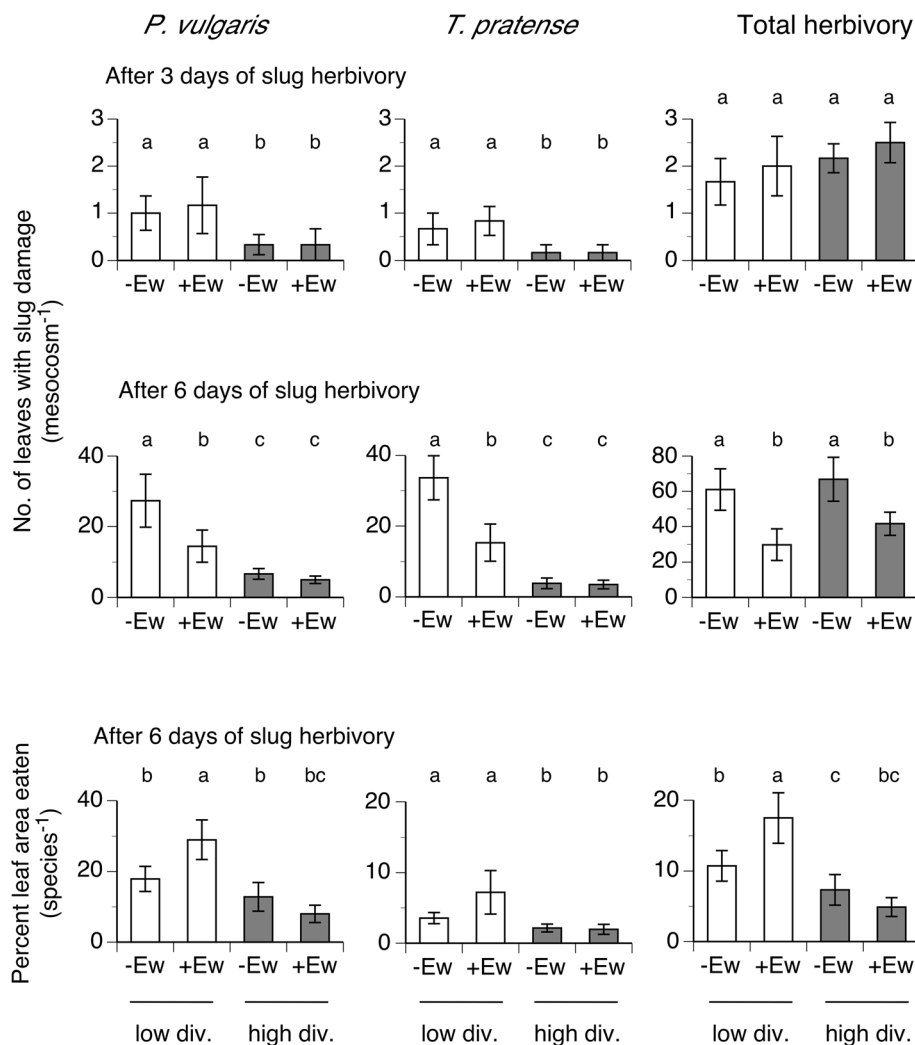 P. vulgaris T. pratense Total herbivory
After 3 days of slug herbivory
a a b b a a b b a a a a
3 3 3
2 2 2
1 1 1
0 0 0
-Ew +Ew -Ew +Ew -Ew +Ew -Ew +Ew -Ew +Ew -Ew +Ew
No. of leaves with slug damage
(mesocosm⁻¹)
After 6 days of slug herbivory
a b c c a b c c a b a b
40 40 80
60
20 20 40
20
0 0 0
-Ew +Ew -Ew +Ew -Ew +Ew -Ew +Ew -Ew +Ew -Ew +Ew
After 6 days of slug herbivory
b a b bc a a b b b a c bc
Percent leaf area eaten
(species⁻¹)
40 20 20
20 10 10
0 0 0
-Ew +Ew -Ew +Ew -Ew +Ew -Ew +Ew -Ew +Ew -Ew +Ew
low div. high div. low div. high div. low div. high div.